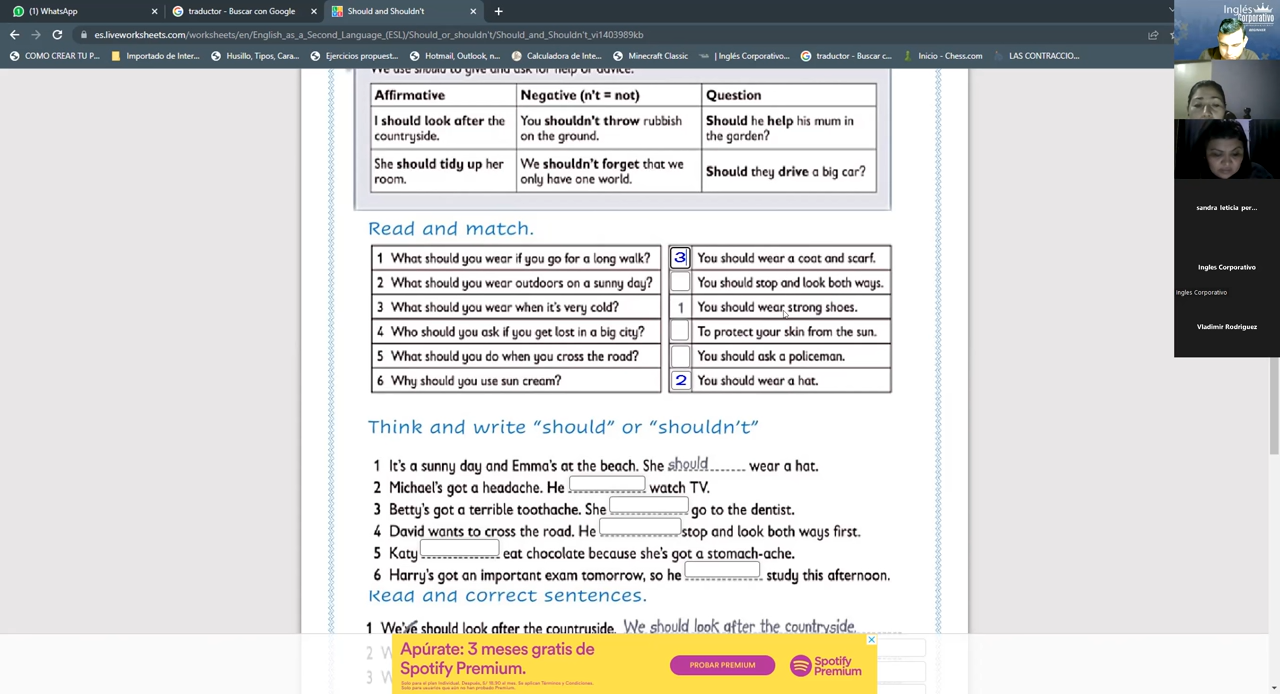 (1) WhatsApp
traductor - Buscar con Google
Should and Shouldn't
es.liveworksheets.com/worksheets/en/English_as_a_Second_Language_(ESL)/Should_or_shouldn't/Should_and_Shouldn't_vi1403989kb
COMO CREAR TU P...
Importado de Inter...
Husillo, Tipos, Cara...
Ejercicios propuest...
Hotmail, Outlook, n...
Calculadora de Inte...
Minecraft Classic
Inglés Corporativo...
traductor - Buscar c...
Inicio - Chess.com
LAS CONTRACCIO...
Inglés
Corporativo
BEGINNER
We use should to give and ask for help or advice.
Affirmative Negative (n't = not) Question
I should look after the You shouldn't throw rubbish Should he help his mum in
countryside. on the ground. the garden?
She should tidy up her We shouldn't forget that we Should they drive a big car?
room. only have one world.
sandra leticia per...
Ingles Corporativo
Ingles Corporativo
Vladimir Rodriguez
Read and match.
1 What should you wear if you go for a long walk? 3 You should wear a coat and scarf.
2 What should you wear outdoors on a sunny day? You should stop and look both ways.
3 What should you wear when it's very cold? 1 You should wear strong shoes.
4 Who should you ask if you get lost in a big city? To protect your skin from the sun.
5 What should you do when you cross the road? You should ask a policeman.
6 Why should you use sun cream? 2 You should wear a hat.
Think and write "should" or "shouldn't"
1 It's a sunny day and Emma's at the beach. She should wear a hat.
2 Michael's got a headache. He watch TV.
3 Betty's got a terrible toothache. She go to the dentist.
4 David wants to cross the road. He stop and look both ways first.
5 Katy eat chocolate because she's got a stomach-ache.
6 Harry's got an important exam tomorrow, so he study this afternoon.
Read and correct sentences.
1 We've should look after the countryside. We should look after the countryside.
2 W
3 W
Apúrate: 3 meses gratis de
Spotify Premium.
PROBAR PREMIUM
Spotify
Premium